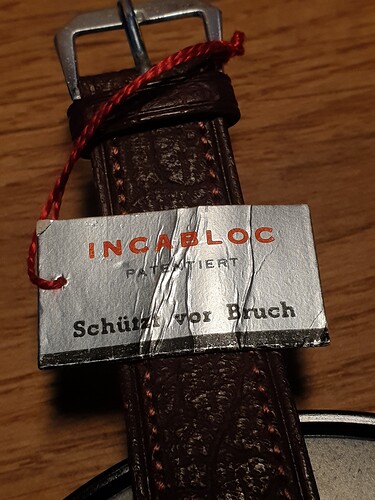 INCABLOC
PATENTIERT
Schützt vor Bruch